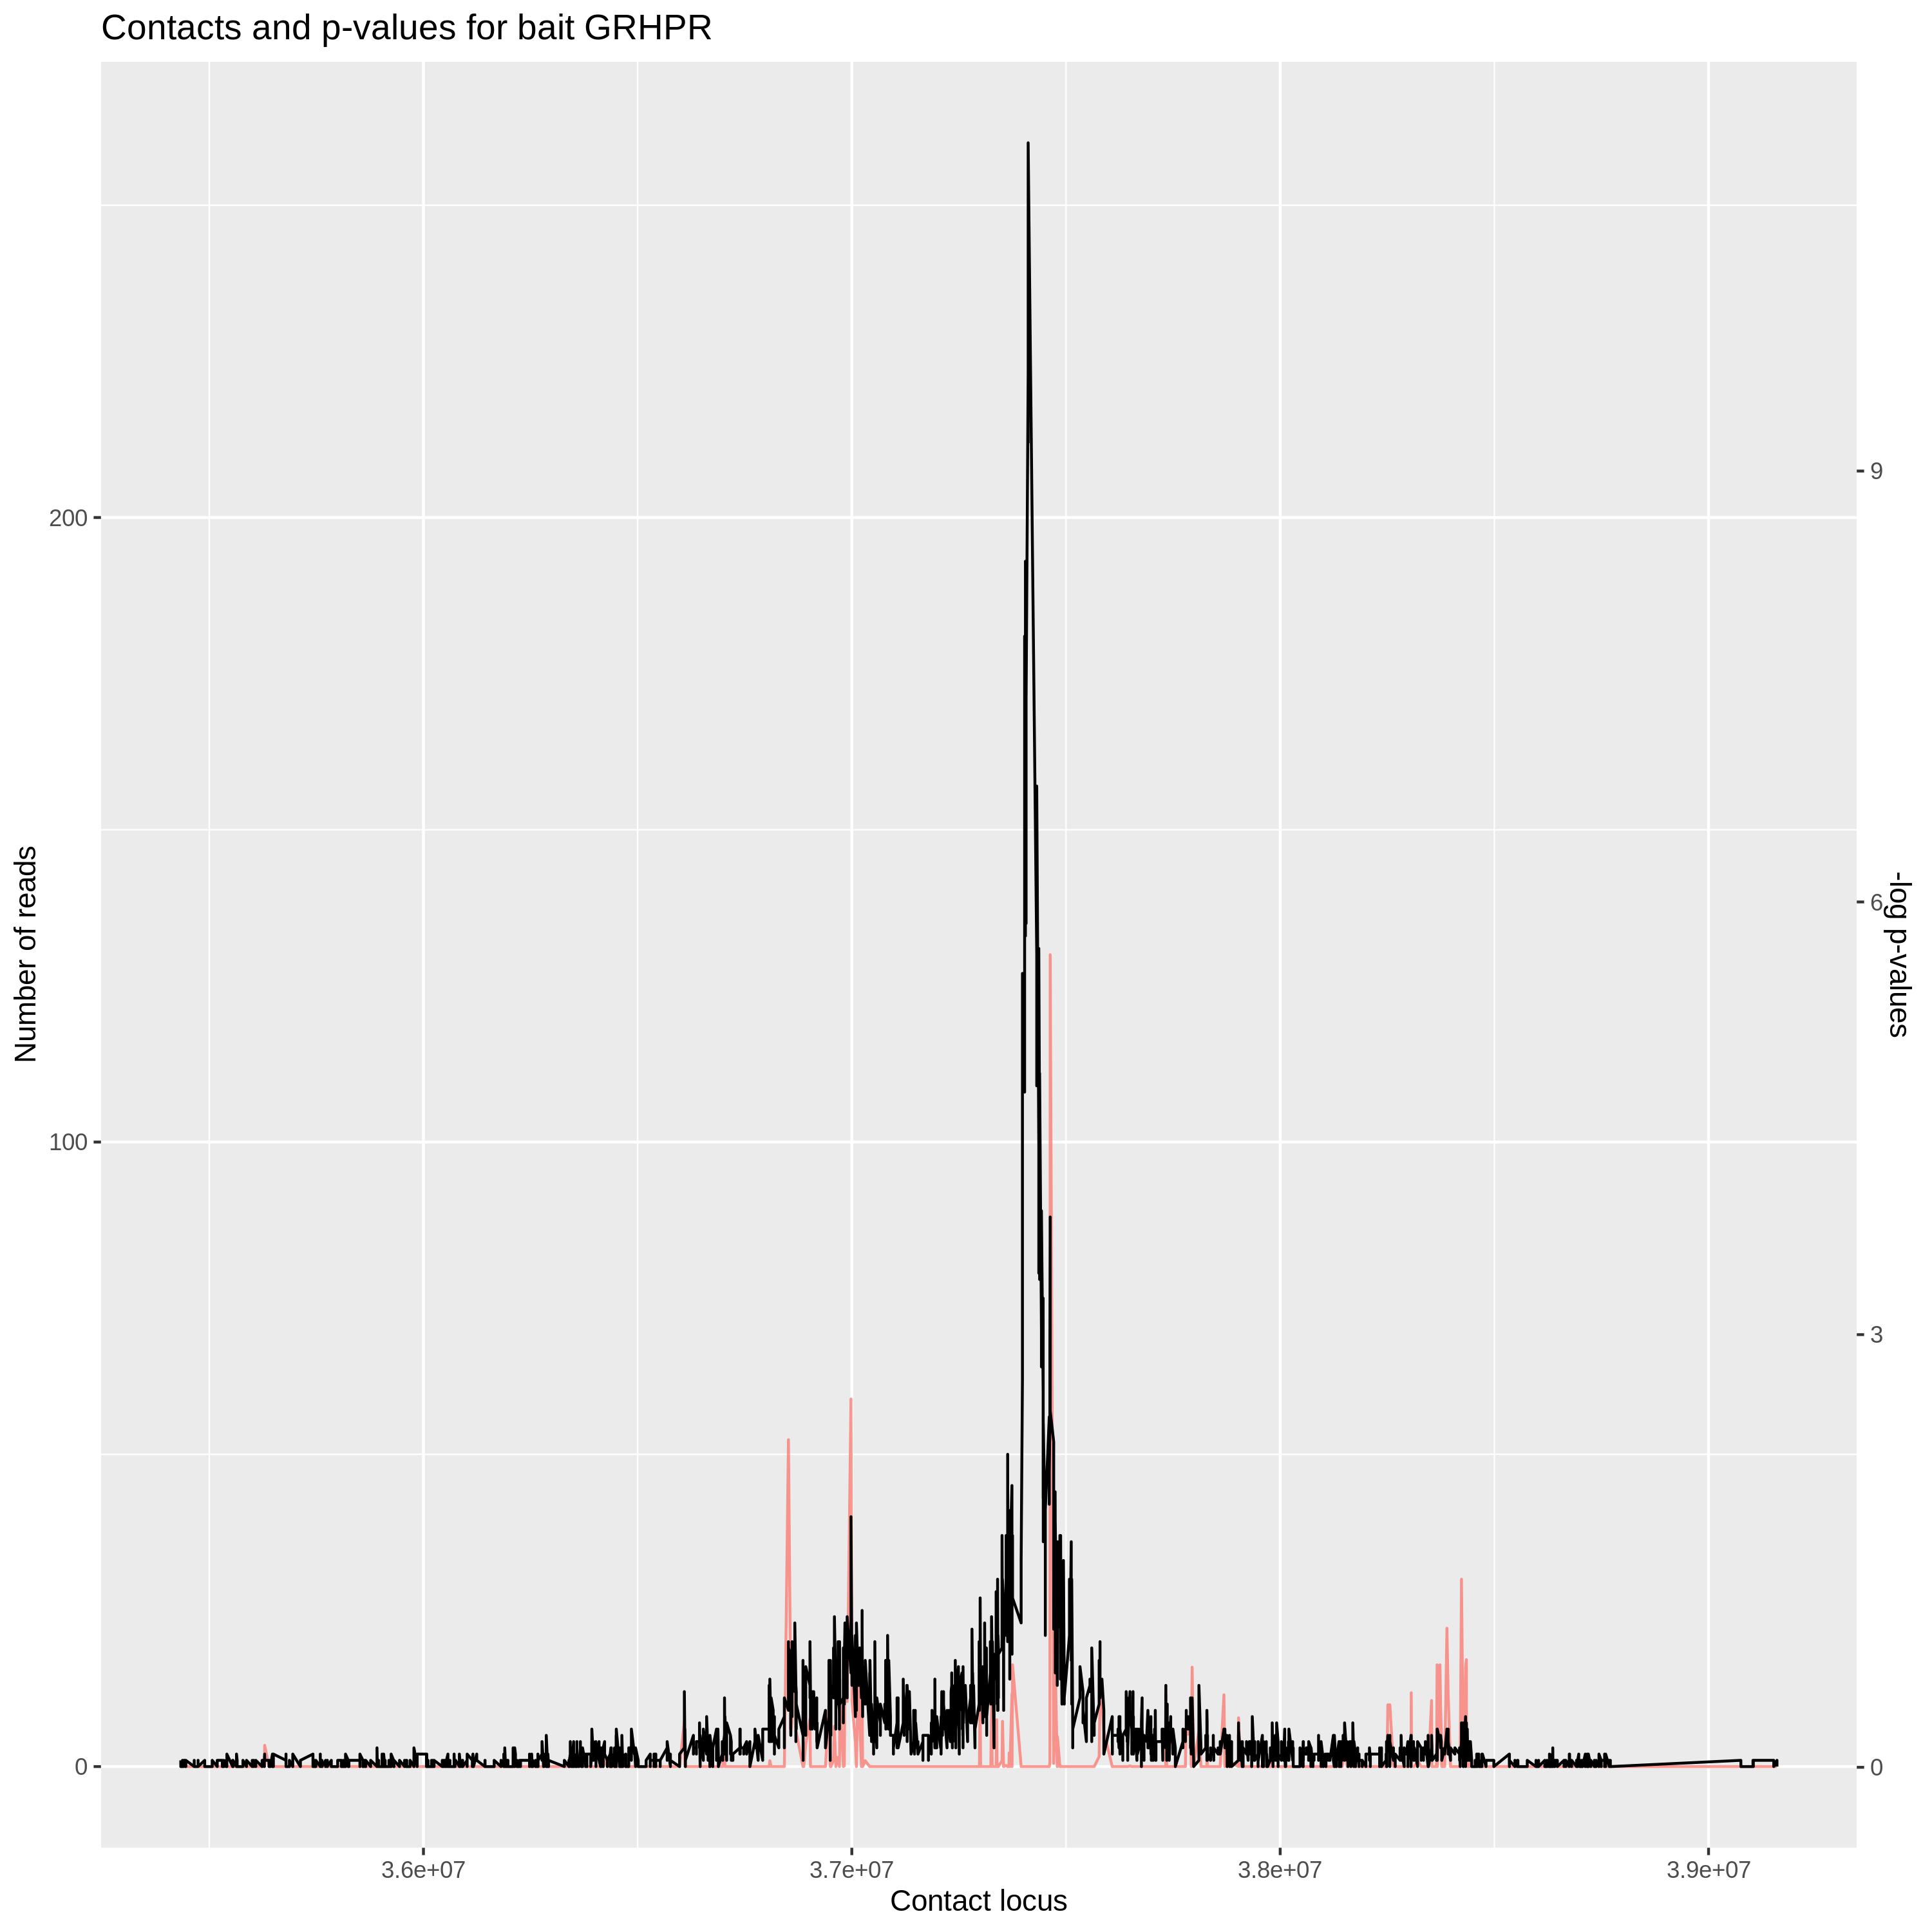 Contacts and p-values for bait GRHPR
Number of reads
200
100
0
9
6
3
0
-log p-values
3.6e+07
3.7e+07
3.8e+07
3.9e+07
Contact locus